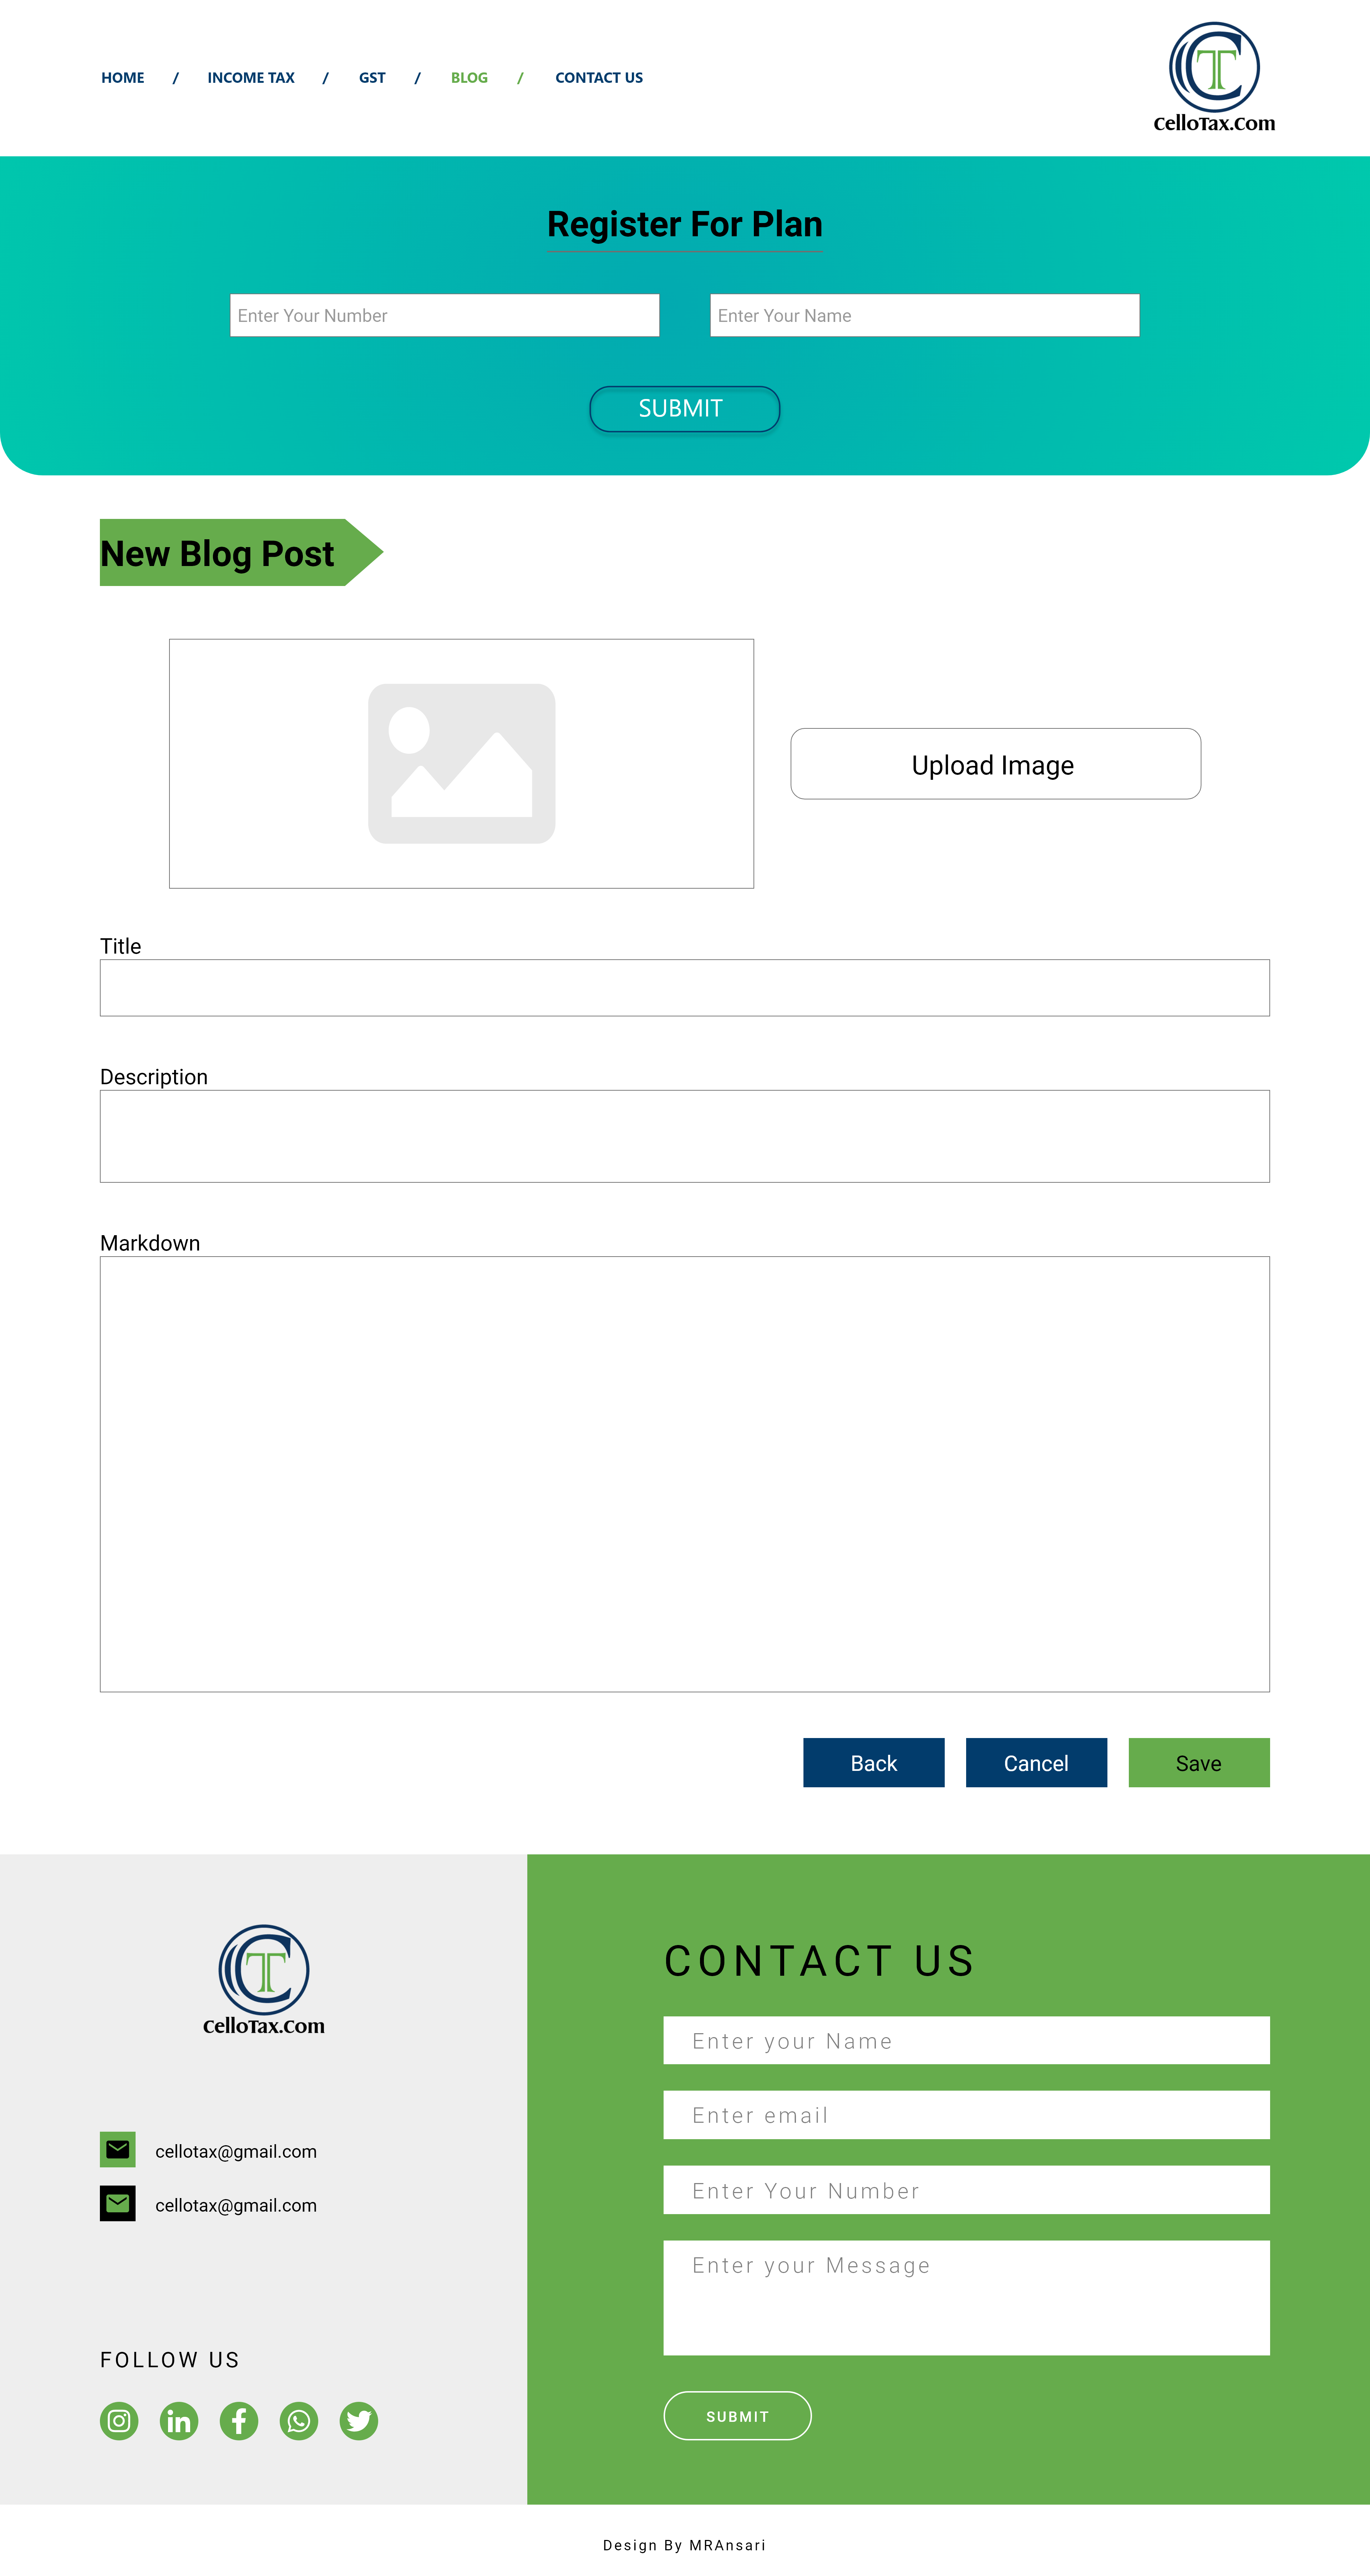 HOME / INCOME TAX / GST / BLOG / CONTACT US
CT
CelloTax.Com
Register For Plan
Enter Your Number
Enter Your Name
SUBMIT
New Blog Post
Upload Image
Title
Description
Markdown
Back
Cancel
Save
CT
CelloTax.Com
cellotax@gmail.com
cellotax@gmail.com
FOLLOW US
CONTACT US
Enter your Name
Enter email
Enter Your Number
Enter your Message
SUBMIT
Design By MRAnsari